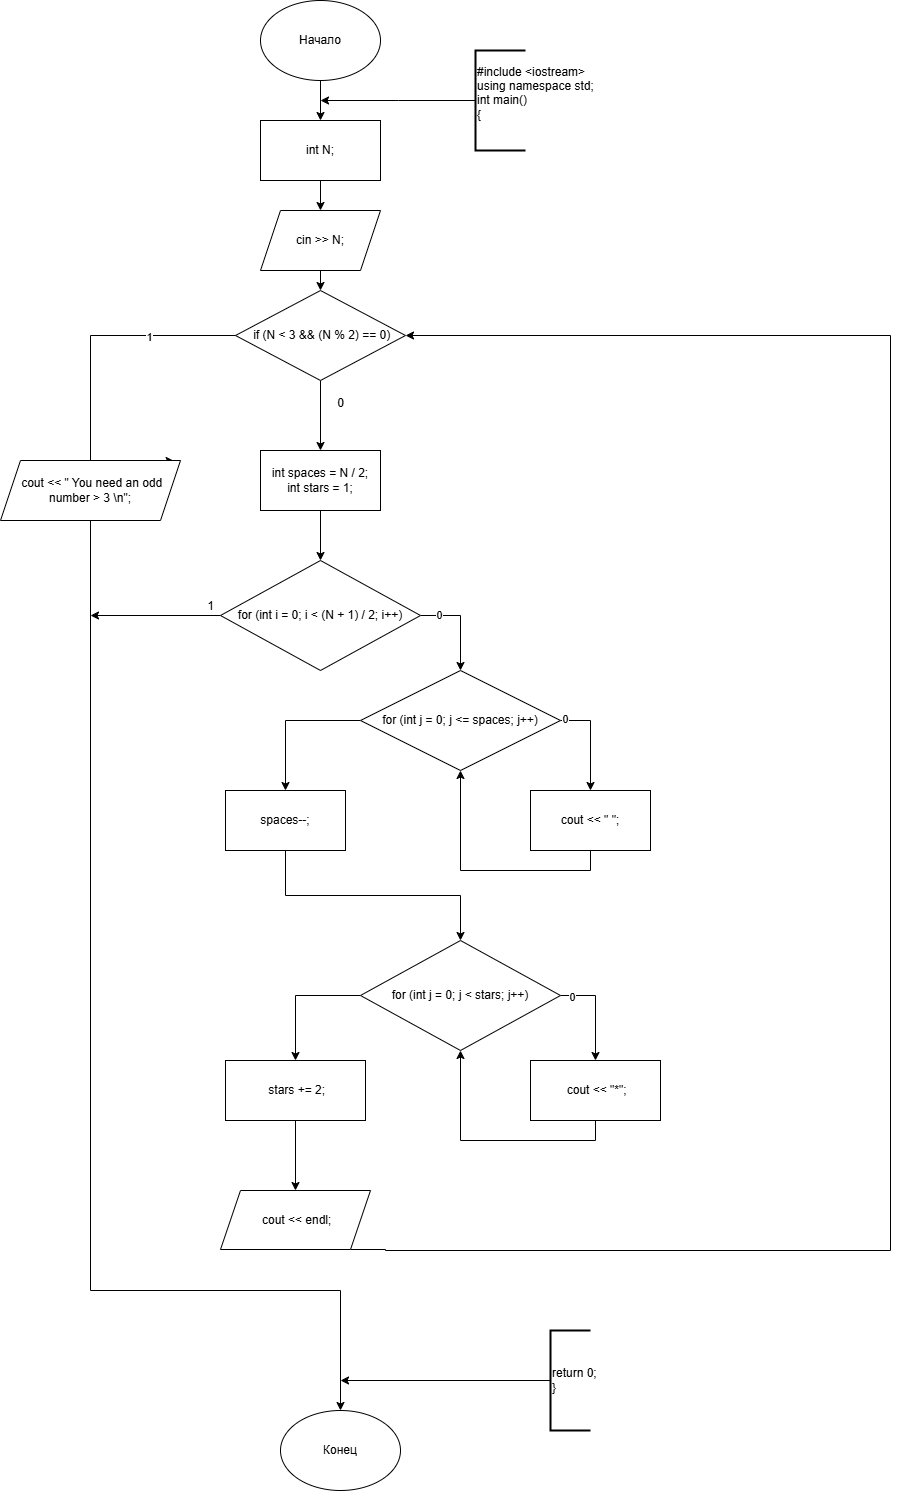 Начало
#include <iostream>
using namespace std;
int main()
{
int N;
cin >> N;
if (N < 3 && (N % 2) == 0)
1
0
cout << " You need an odd
number > 3 \n";
int spaces = N / 2;
int stars = 1;
1
for (int i = 0; i < (N + 1) / 2; i++)
0
for (int j = 0; j <= spaces; j++)
0
spaces--;
cout << " ";
for (int j = 0; j < stars; j++)
0
stars += 2;
cout << "*";
cout << endl;
return 0;
}
Конец